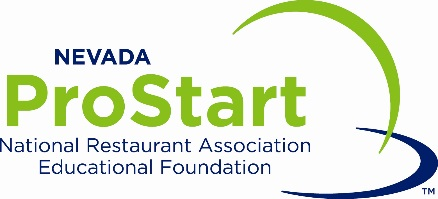 NEVADA
ProStart
National Restaurant Association
Educational Foundation
TM